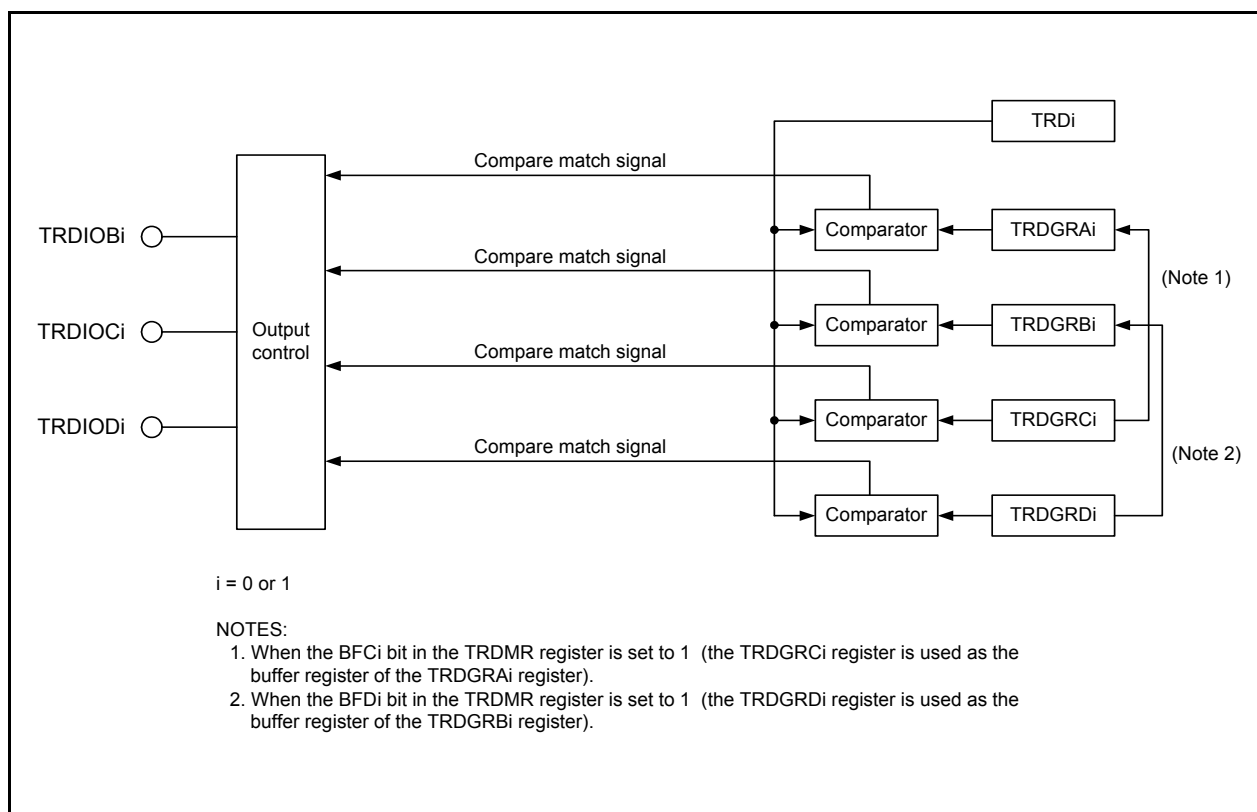 TRDi
Compare match signal
TRDIOBi
Comparator
TRDGRAi
Compare match signal
(Note 1)
TRDIOCi
Output
control
Comparator
TRDGRBi
Compare match signal
TRDIODi
Comparator
TRDGRCi
Compare match signal
(Note 2)
Comparator
TRDGRDi
i = 0 or 1
NOTES:
1. When the BFCi bit in the TRDMR register is set to 1 (the TRDGRCi register is used as the
buffer register of the TRDGRAi register).
2. When the BFDi bit in the TRDMR register is set to 1 (the TRDGRDi register is used as the
buffer register of the TRDGRBi register).